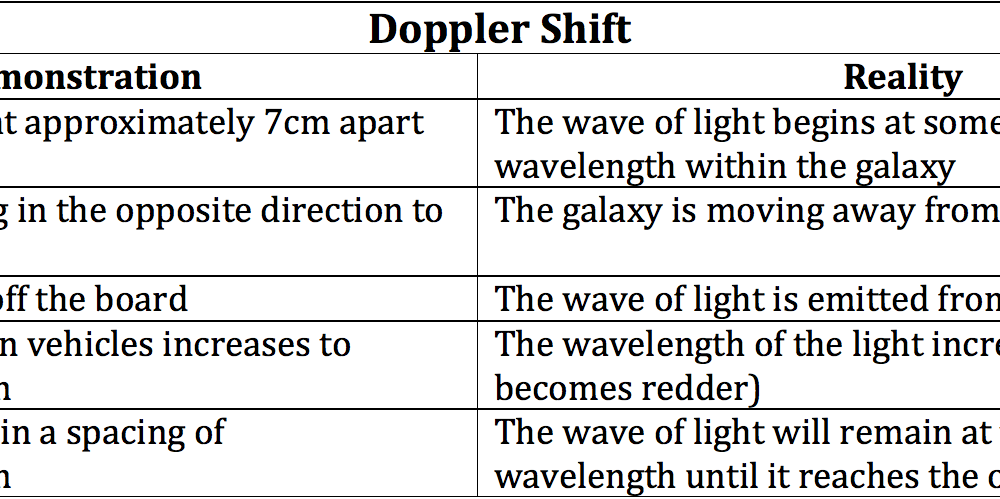 Doppler Shift
monstration
Reality
approximately 7cm apart
The wave of light begins at some
wavelength within the galaxy
in the opposite direction to
The galaxy is moving away from
off the board
The wave of light is emitted from
vehicles increases to
The wavelength of the light incre
becomes redder)
in a spacing of
The wave of light will remain at
wavelength until it reaches the